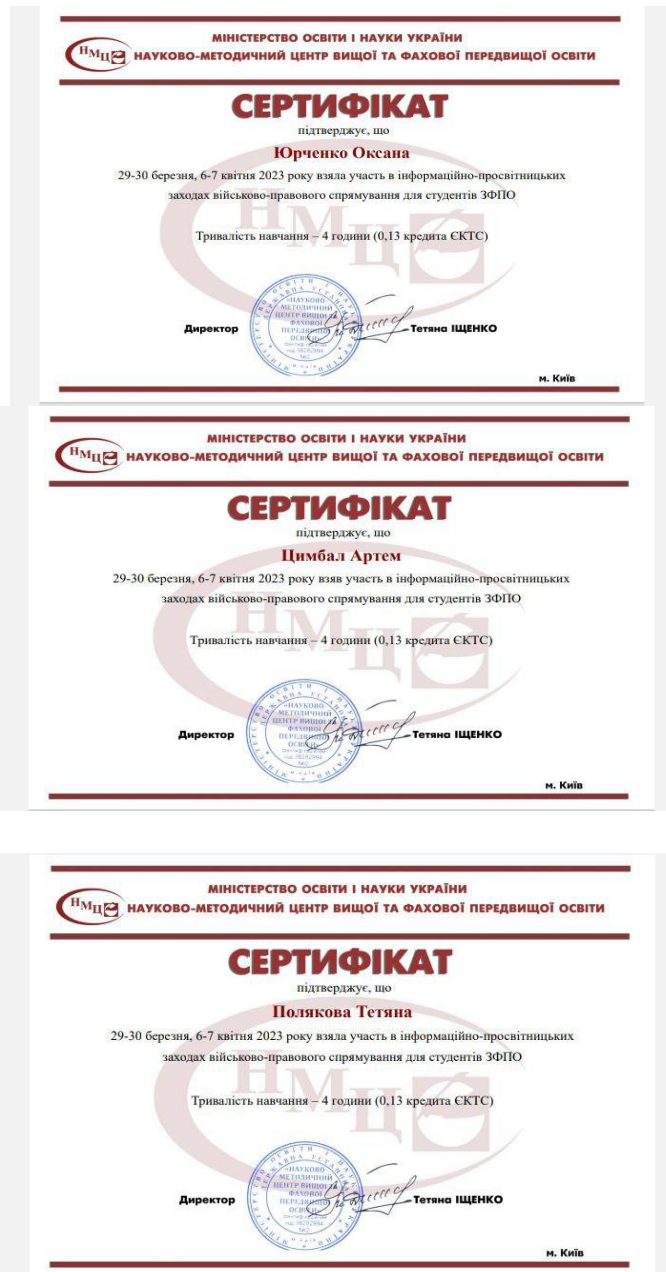 МІНІСТЕРСТВО ОСВІТИ І НАУКИ УКРАЇНИ
НМЦ НАУКОВО-МЕТОДИЧНИЙ ЦЕНТР ВИЩОЇ ТА ФАХОВОЇ ПЕРЕДВИЩОЇ ОСВІТИ
СЕРТИФІКАТ
підтверджує, що
Юрченко Оксана
29-30 березня, 6-7 квітня 2023 року взяла участь в інформаційно-просвітницьких
заходах військово-правового спрямування для студентів ЗФПО
НМЦ
Тривалість навчання – 4 години (0,13 кредита ЄКТС)
Директор
Тетяна ІЩЕНКО
м. Київ
МІНІСТЕРСТВО ОСВІТИ І НАУКИ УКРАЇНИ
НМЦ НАУКОВО-МЕТОДИЧНИЙ ЦЕНТР ВИЩОЇ ТА ФАХОВОЇ ПЕРЕДВИЩОЇ ОСВІТИ
СЕРТИФІКАТ
підтверджує, що
Цимбал Артем
29-30 березня, 6-7 квітня 2023 року взяв участь в інформаційно-просвітницьких
заходах військово-правового спрямування для студентів ЗФПО
НМЦ
Тривалість навчання – 4 години (0,13 кредита ЄКТС)
Директор
Тетяна ІЩЕНКО
м. Київ
МІНІСТЕРСТВО ОСВІТИ І НАУКИ УКРАЇНИ
НМЦ НАУКОВО-МЕТОДИЧНИЙ ЦЕНТР ВИЩОЇ ТА ФАХОВОЇ ПЕРЕДВИЩОЇ ОСВІТИ
СЕРТИФІКАТ
підтверджує, що
Полякова Тетяна
29-30 березня, 6-7 квітня 2023 року взяла участь в інформаційно-просвітницьких
заходах військово-правового спрямування для студентів ЗФПО
НМЦ
Тривалість навчання – 4 години (0,13 кредита ЄКТС)
Директор
Тетяна ІЩЕНКО
м. Київ